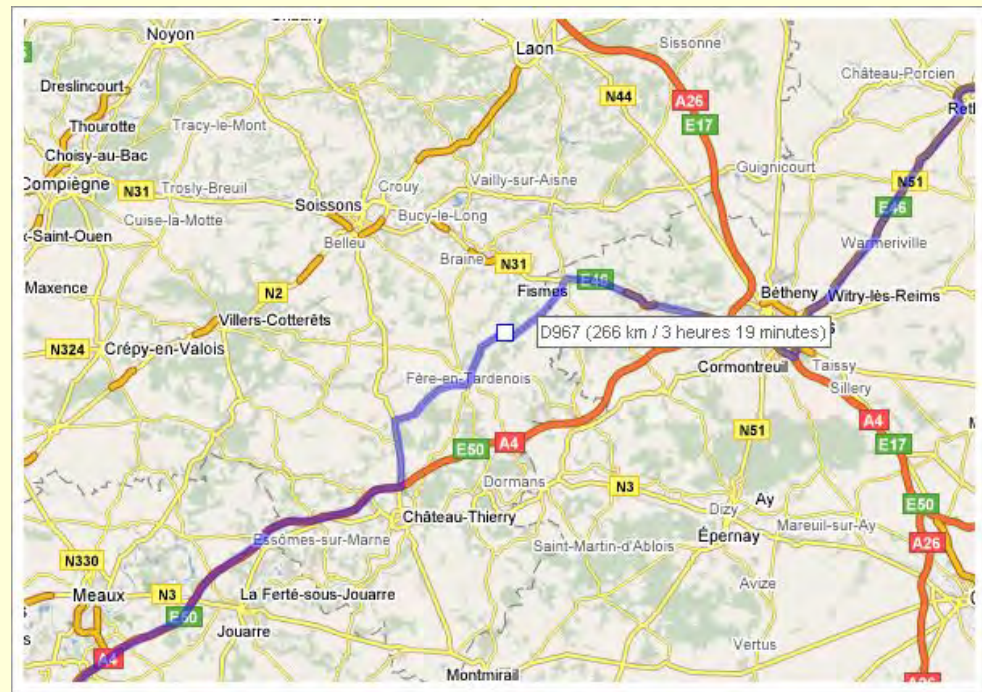 Noyon
Laon
Sissonne
Château-Porcien
Dreslincourt
N44
A26
E17
Thourotte
Tracy-le-Mont
Choisy-au-Bac
Guignicourt
Compiègne
N31
Trosly-Breuil
Crouy
Vailly-sur-Aisne
N51
Cuise-la-Motte
Soissons
Bucy-le-Long
E46
x-Saint-Ouen
Belleu
Braine
N31
Warmeriville
Maxence
N2
Fismes
E46
Bétheny
Witry-lès-Reims
Villers-Cotterêts
D967 (266 km / 3 heures 19 minutes)
s
N324
Crépy-en-Valois
Cormontreuil
Taissy
Fère-en-Tardenois
Sillery
A4
E50
A4
N51
E17
Dormans
N3
Ay
E50
Château-Thierry
Dizy
Mareuil-sur-Ay
Essômes-sur-Marne
Épernay
A26
Saint-Martin-d'Ablois
N330
Avize
Meaux
N3
La Ferté-sous-Jouarre
E50
Jouarre
Vertus
A4
Montmirail
A26